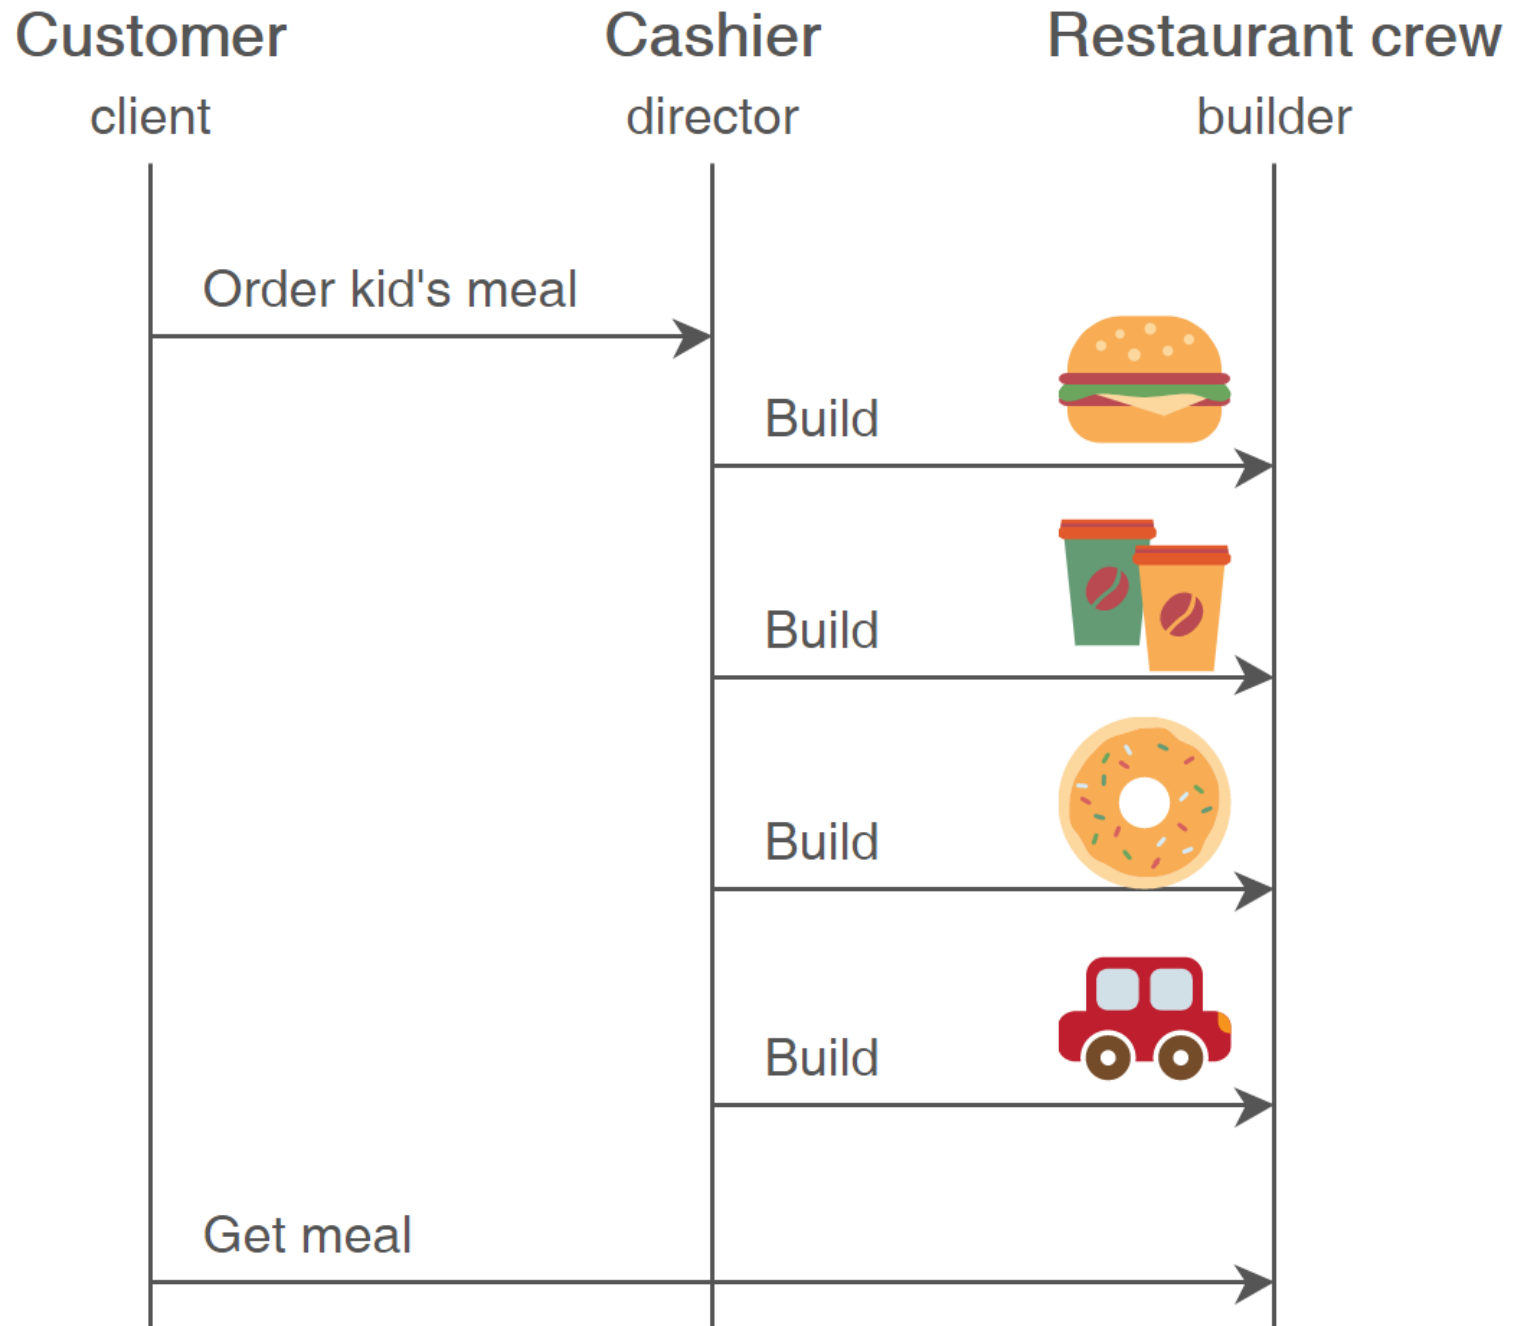 Customer
Cashier
Restaurant crew
client
director
builder
Order kid's meal
Build
Build
Build
Build
Get meal